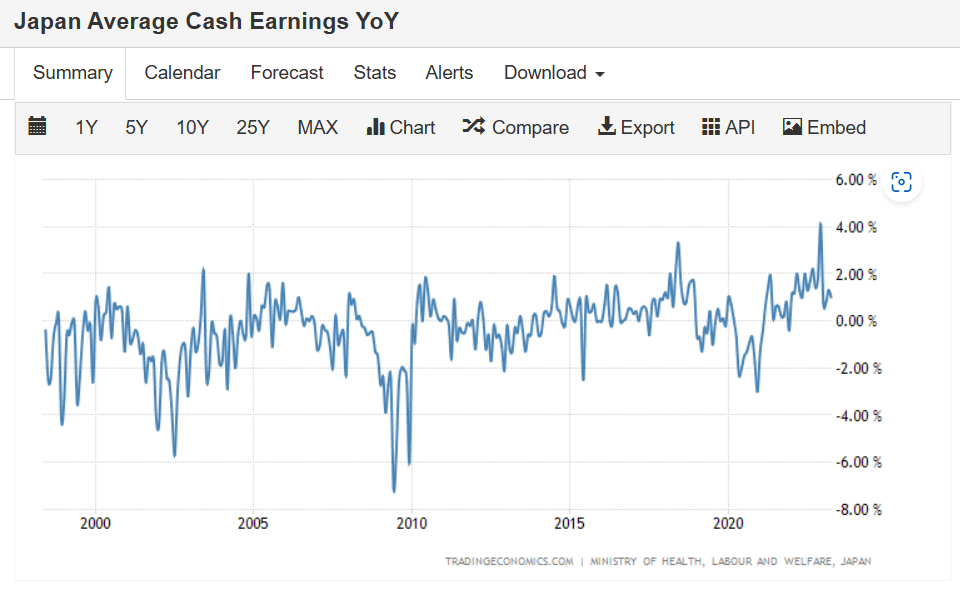 Japan Average Cash Earnings YoY
Summary Calendar Forecast Stats Alerts Download
1Y 5Y 10Y 25Y MAX Chart Compare Export API Embed
6.00 %
4.00 %
2.00 %
0.00 %
-2.00 %
-4.00 %
-6.00 %
-8.00 %
2000 2005 2010 2015 2020
TRADINGECONOMICS.COM | MINISTRY OF HEALTH, LABOUR AND WELFARE, JAPAN